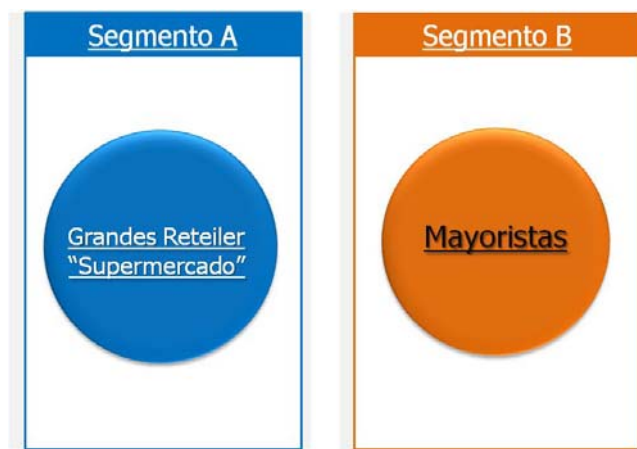 Segmento A
Grandes Reteiler
“Supermercado”
Segmento B
Mayoristas